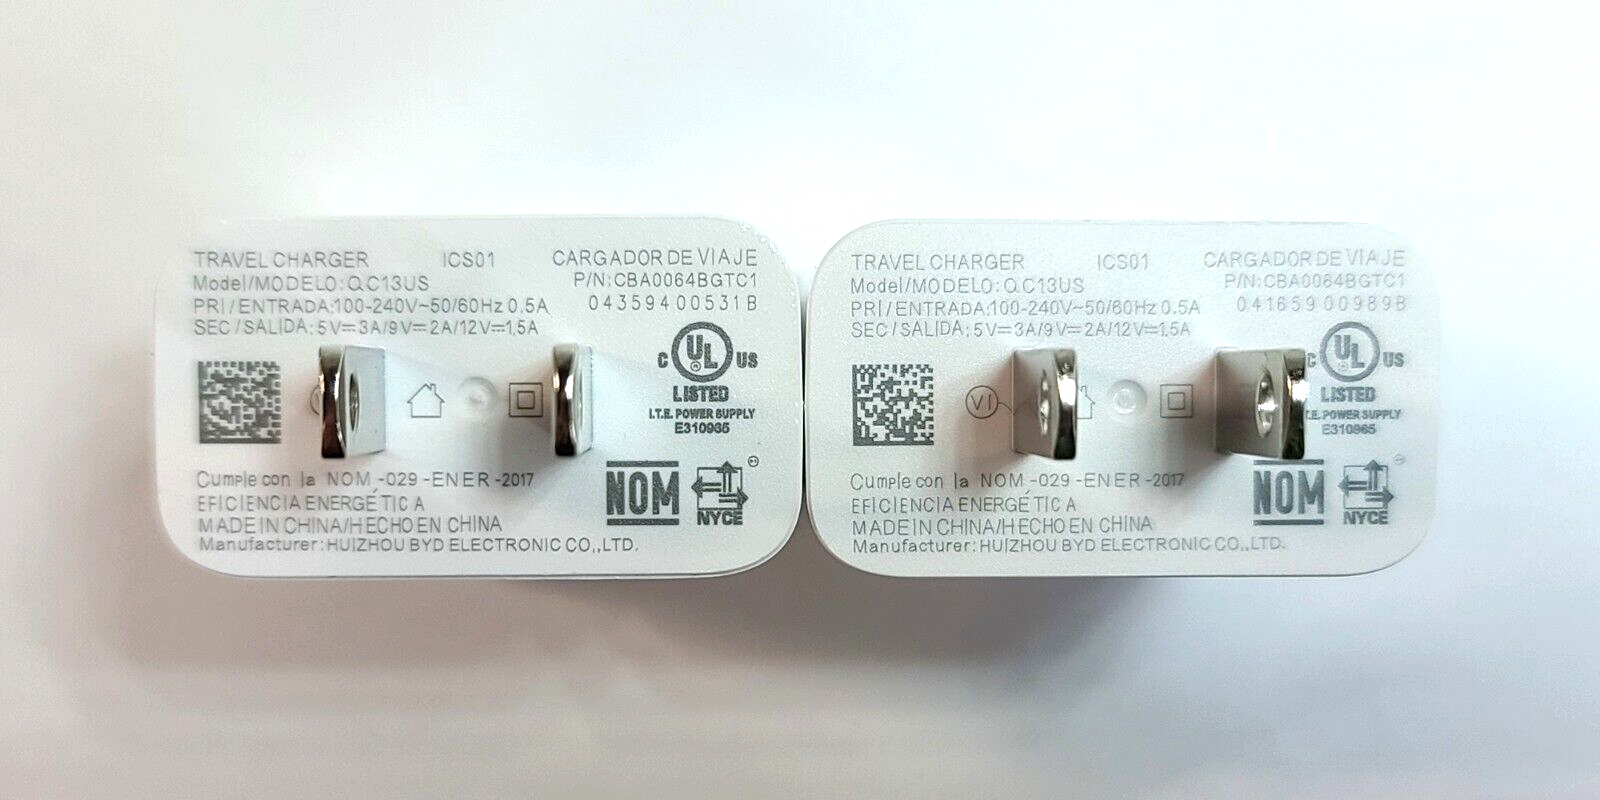 TRAVEL CHARGER ICS01 CARGADOR DE VIAJE
Model/MODELO: QC13US P/N: CBA0064BGTC1
PRI/ENTRADA: 100-240V~50/60Hz 0.5A 04359400531B
SEC/SALIDA: 5V⎓3A/9V⎓2A/12V⎓1,5A
C UL US
®
LISTED
I.T.E. POWER SUPPLY
E310965
Cumple con la NOM-029-ENER-2017
EFICIENCIA ENERGÉTICA
MADE IN CHINA/HECHO EN CHINA
Manufacturer: HUIZHOU BYD ELECTRONIC CO.,LTD.
NOM NYCE
TRAVEL CHARGER ICS01 CARGADOR DE VIAJE
Model/MODELO: QC13US P/N: CBA0064BGTC1
PRI/ENTRADA: 100-240V~50/60Hz 0.5A 04165900989B
SEC/SALIDA: 5V⎓3A/9V⎓2A/12V⎓1,5A
VI
C UL US
®
LISTED
I.T.E. POWER SUPPLY
E310965
Cumple con la NOM-029-ENER-2017
EFICIENCIA ENERGÉTICA
MADE IN CHINA/HECHO EN CHINA
Manufacturer: HUIZHOU BYD ELECTRONIC CO.,LTD.
NOM NYCE